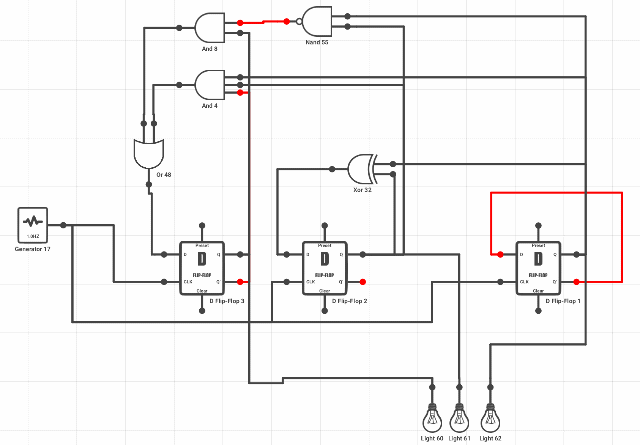 And 8
Nand 55
And 4
Or 48
Xor 32
1.0HZ
Generator 17
Preset
D
Q
D
FLIP-FLOP
CLK
Q'
Clear
D Flip-Flop 3
Preset
D
Q
D
FLIP-FLOP
CLK
Q'
Clear
D Flip-Flop 2
Preset
D
Q
D
FLIP-FLOP
CLK
Q'
Clear
D Flip-Flop 1
Light 60
Light 61
Light 62